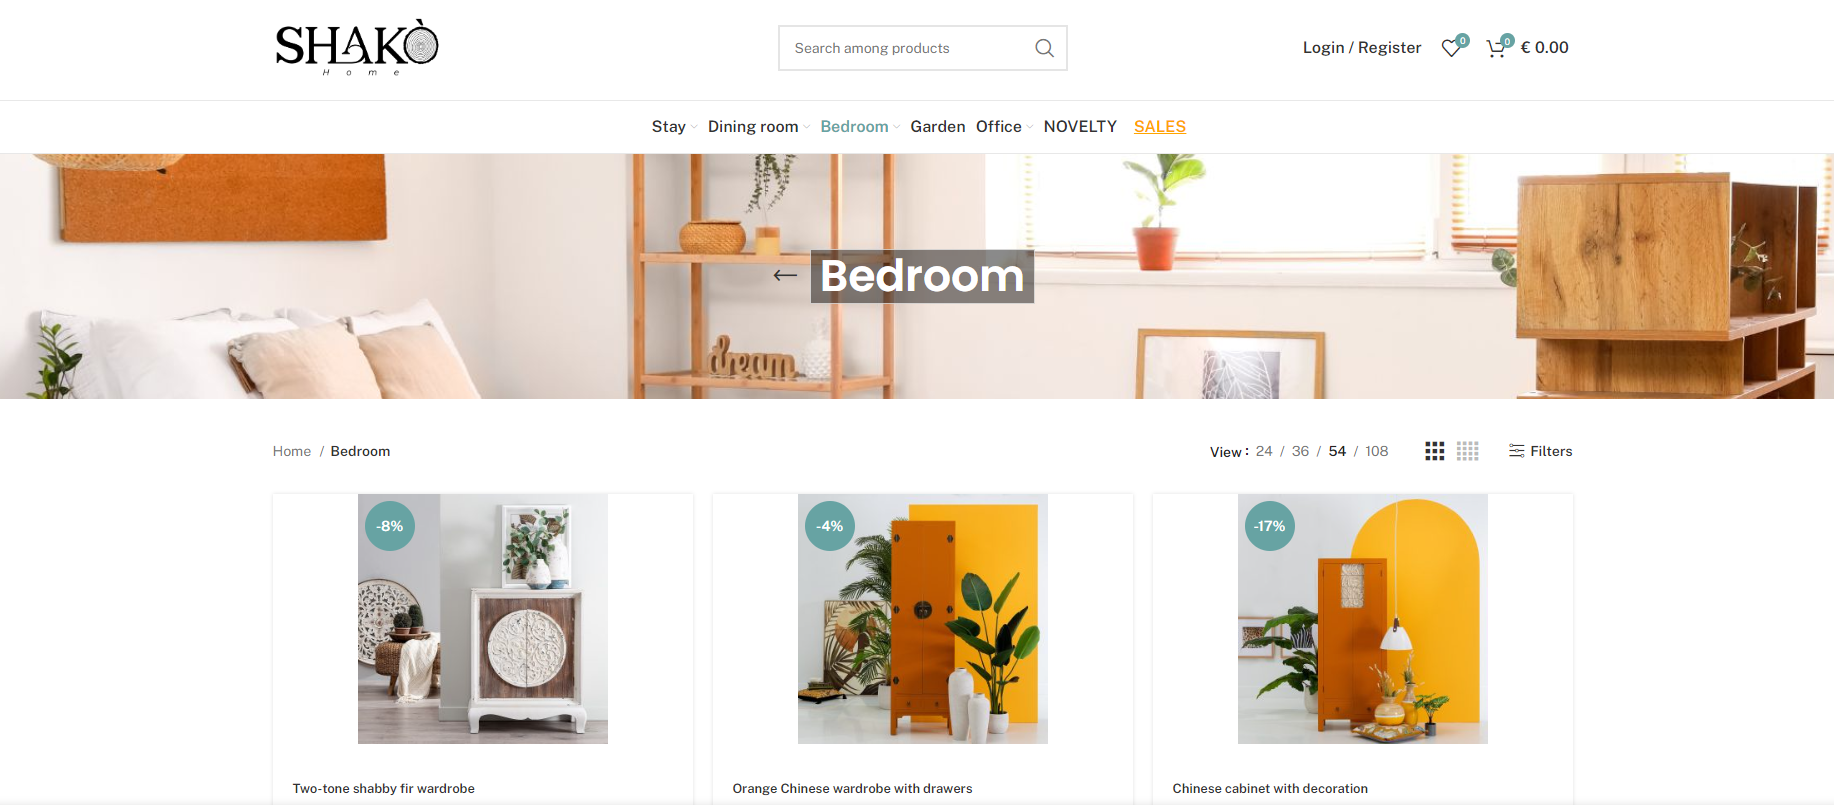 SHAKÒ
Home
Search among products
Login / Register
0
0
€ 0.00
Stay
Dining room
Bedroom
Garden
Office
NOVELTY
SALES
Bedroom
dream
Home / Bedroom
View : 24 / 36 / 54 / 108
Filters
-8%
-4%
-17%
Two-tone shabby fir wardrobe
Orange Chinese wardrobe with drawers
Chinese cabinet with decoration